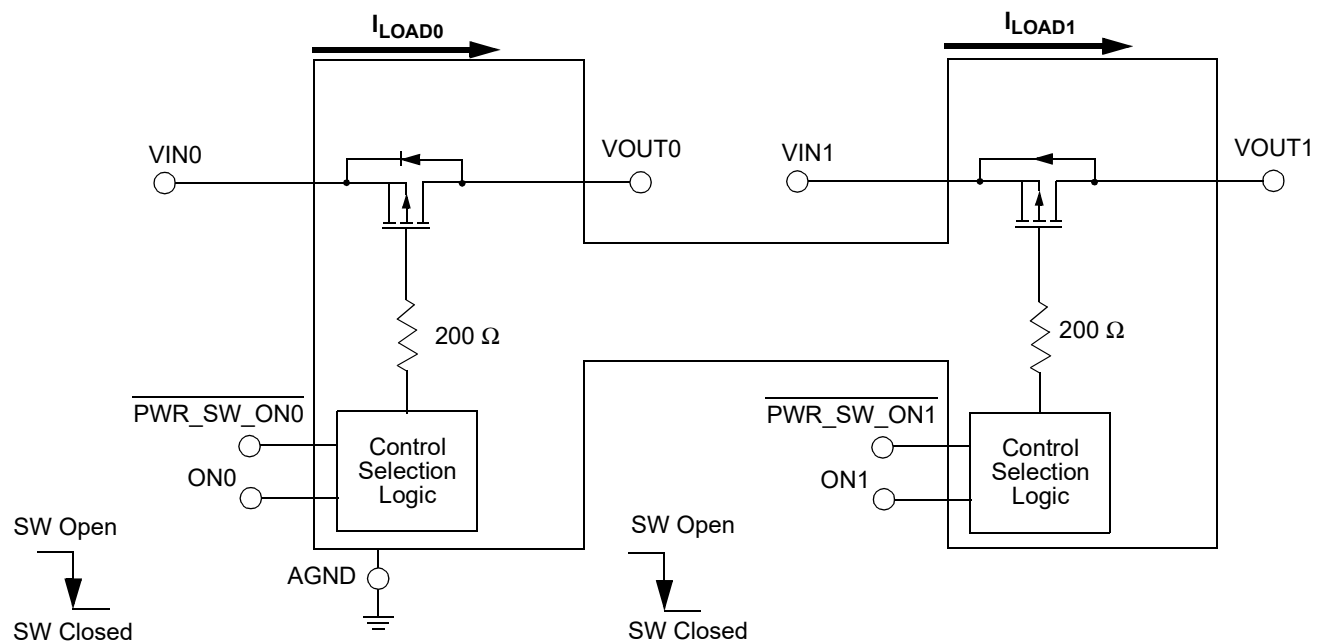 ILOAD0
ILOAD1
VIN0
VOUT0
VIN1
VOUT1
200 Ω
200 Ω
PWR_SW_ON0
ON0
Control
Selection
Logic
PWR_SW_ON1
ON1
Control
Selection
Logic
SW Open
SW Closed
AGND
SW Open
SW Closed